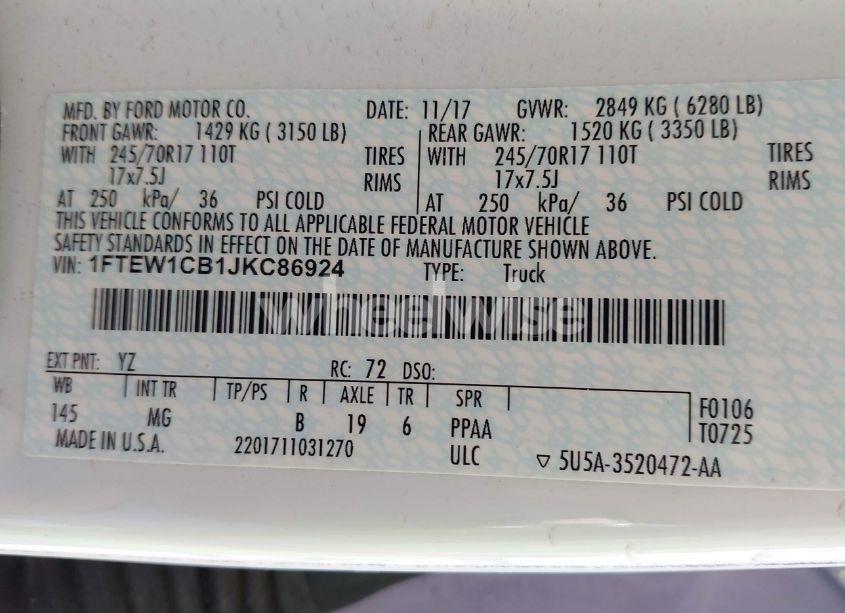 MFD. BY FORD MOTOR CO. DATE: 11/17 GVWR: 2849 KG ( 6280 LB)
FRONT GAWR: 1429 KG ( 3150 LB) REAR GAWR: 1520 KG ( 3350 LB)
WITH 245/70R17 110T TIRES WITH 245/70R17 110T TIRES
17x7.5J RIMS 17x7.5J RIMS
AT 250 kPa/ 36 PSI COLD AT 250 kPa/ 36 PSI COLD
THIS VEHICLE CONFORMS TO ALL APPLICABLE FEDERAL MOTOR VEHICLE
SAFETY STANDARDS IN EFFECT ON THE DATE OF MANUFACTURE SHOWN ABOVE.
VIN: 1FTEW1CB1JKC86924 TYPE: Truck
wheelwise
EXT PNT: YZ RC: 72 DSO:
WB INT TR TP/PS R AXLE TR SPR
145 MG B 19 6 PPAA F0106
T0725
MADE IN U.S.A. 2201711031270 ULC 5U5A-3520472-AA